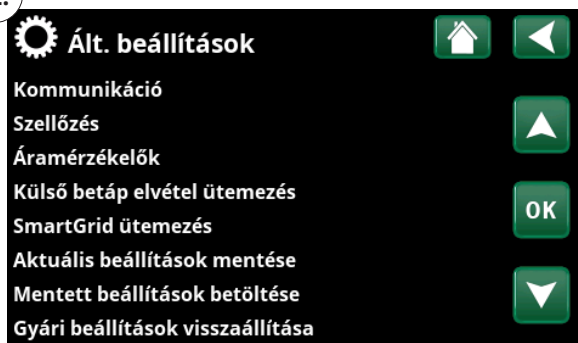 Ált. beállítások
Kommunikáció
Szellőzés
Áramérzékelők
Külső betáp elvétel ütemezés
OK
SmartGrid ütemezés
Aktuális beállítások mentése
Mentett beállítások betöltése
Gyári beállítások visszaállítása